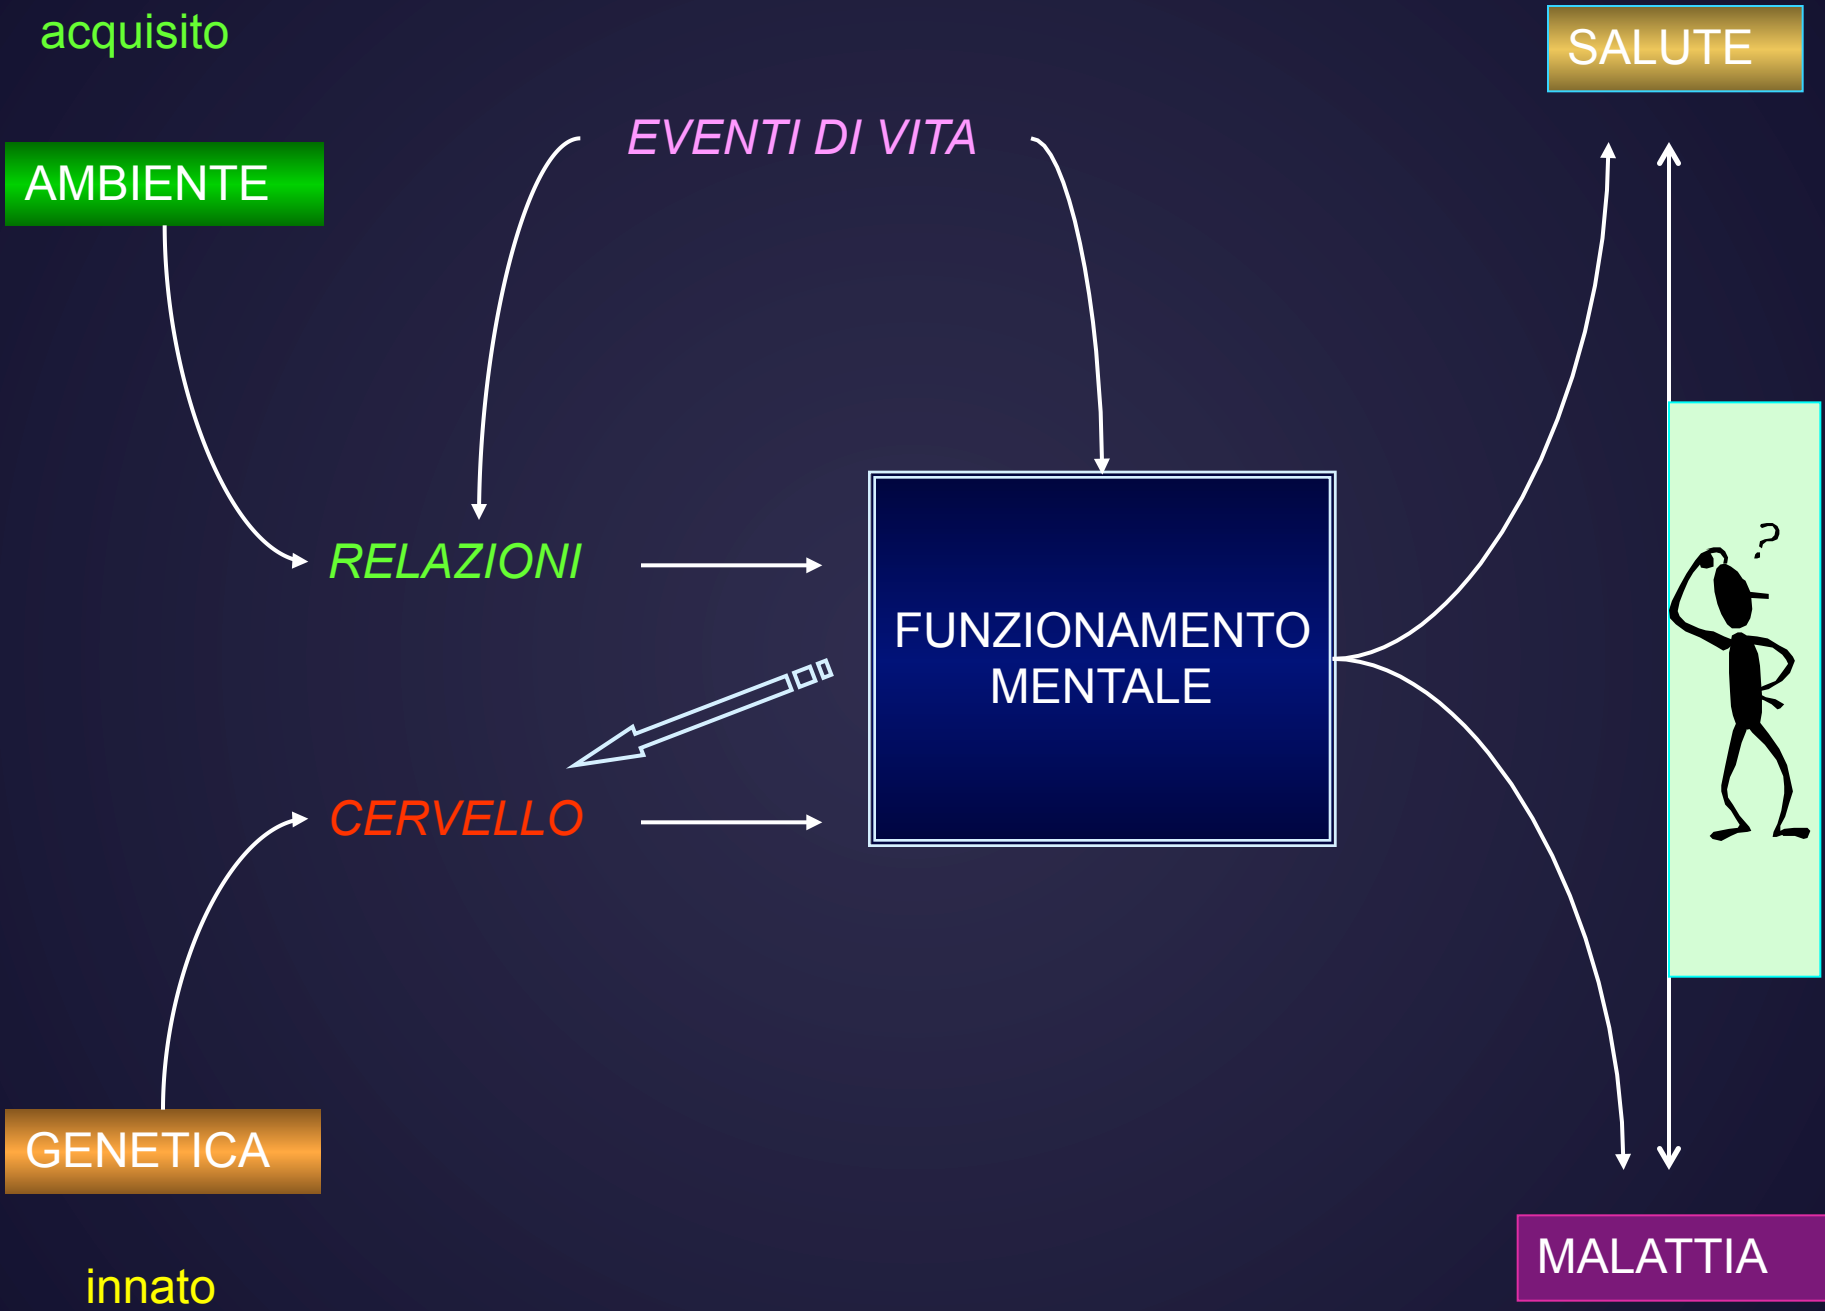 acquisito
SALUTE
EVENTI DI VITA
AMBIENTE
?
RELAZIONI
FUNZIONAMENTO
MENTALE
CERVELLO
GENETICA
MALATTIA
innato